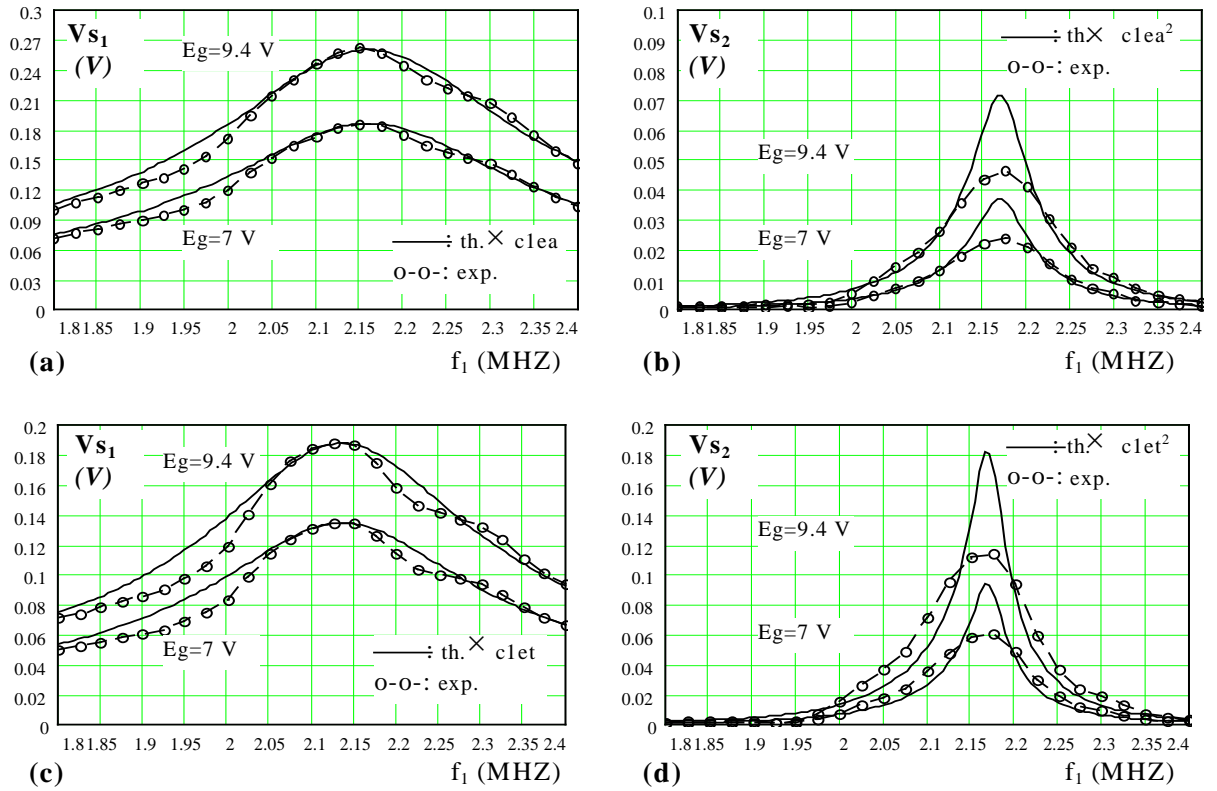 0.3
0.27
0.24
0.21
0.18
0.15
0.12
0.09
0.06
0.03
0
Vs₁
(V)
Eg=9.4 V
Eg=7 V
: th.× c1ea
o-o-: exp.
1.8 1.85 1.9 1.95 2 2.05 2.1 2.15 2.2 2.25 2.3 2.35 2.4
(a) f₁ (MHZ)
0.1
0.09
0.08
0.07
0.06
0.05
0.04
0.03
0.02
0.01
0
Vs₂
(V)
: th× c1ea²
o-o-: exp.
Eg=9.4 V
Eg=7 V
1.8 1.85 1.9 1.95 2 2.05 2.1 2.15 2.2 2.25 2.3 2.35 2.4
(b) f₁ (MHZ)
0.2
0.18
0.16
0.14
0.12
0.1
0.08
0.06
0.04
0.02
0
Vs₁
(V)
Eg=9.4 V
Eg=7 V
: th. × c1et
o-o-: exp.
1.8 1.85 1.9 1.95 2 2.05 2.1 2.15 2.2 2.25 2.3 2.35 2.4
(c) f₁ (MHZ)
0.2
0.18
0.16
0.14
0.12
0.1
0.08
0.06
0.04
0.02
0
Vs₂
(V)
: th.× c1et²
o-o-: exp.
Eg=9.4 V
Eg=7 V
1.8 1.85 1.9 1.95 2 2.05 2.1 2.15 2.2 2.25 2.3 2.35 2.4
(d) f₁ (MHZ)